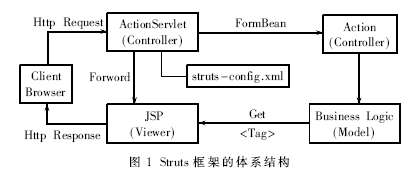 Http Request
ActionServlet
(Controller)
FormBean
Action
(Controller)
Client
Browser
Forword
struts-config.xml
Http Response
JSP
(Viewer)
Get
<Tag>
Business Logic
(Model)
图 1 Struts 框架的体系结构